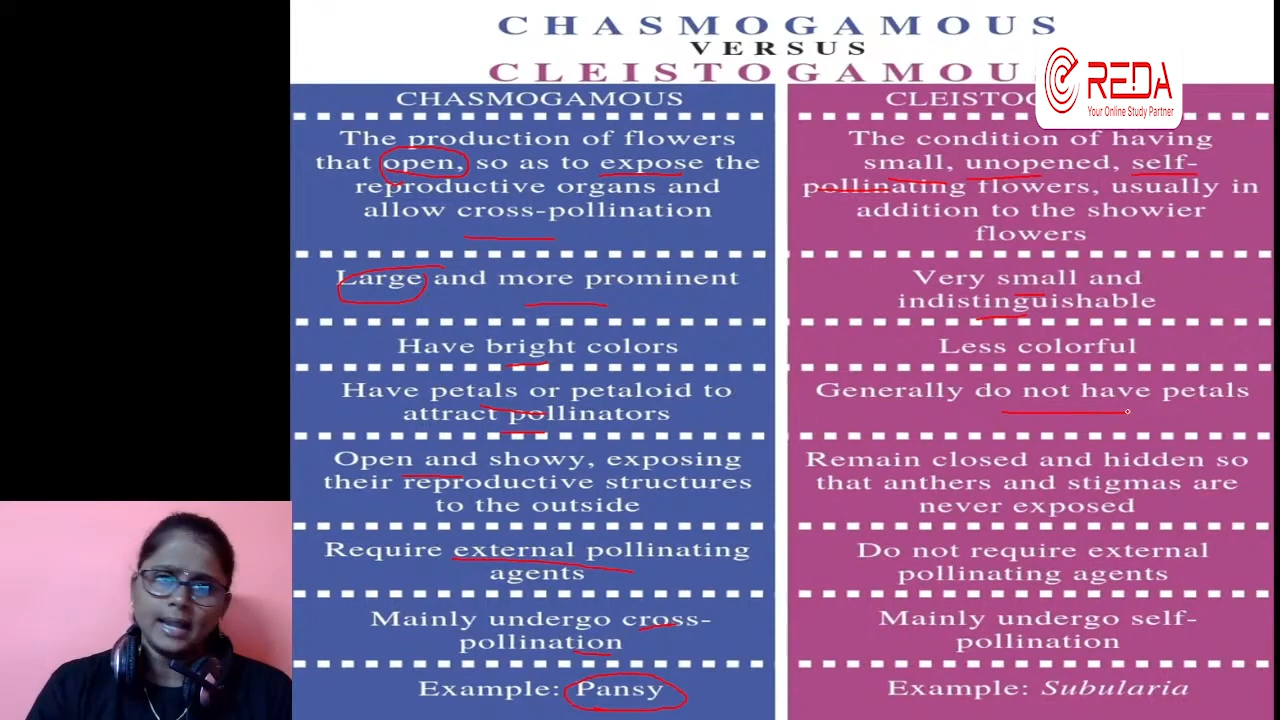 CHASMOGAMOUS
VERSUS
CLEISTOGAMOU
REDA
Your Online Study Partner
CHASMOGAMOUS
The production of flowers
that open, so as to expose the
reproductive organs and
allow cross-pollination
Large and more prominent
Have bright colors
Have petals or petaloid to
attract pollinators
Open and showy, exposing
their reproductive structures
to the outside
Require external pollinating
agents
Mainly undergo cross-
pollination
Example: Pansy
CLEISTOG
The condition of having
small, unopened, self-
pollinating flowers, usually in
addition to the showier
flowers
Very small and
indistinguishable
Less colorful
Generally do not have petals
Remain closed and hidden so
that anthers and stigmas are
never exposed
Do not require external
pollinating agents
Mainly undergo self-
pollination
Example: Subularia